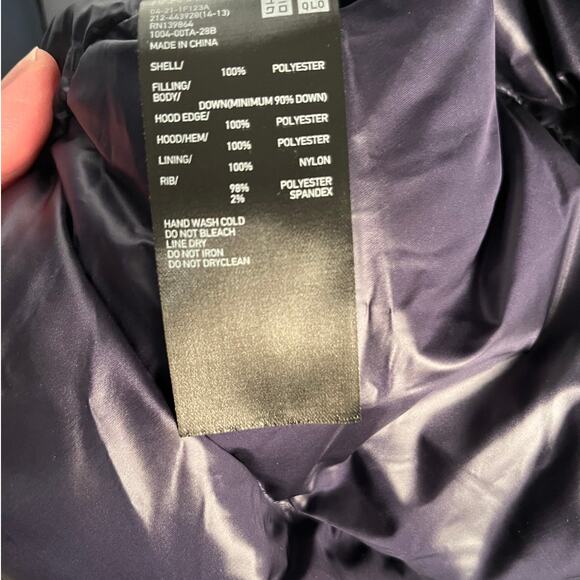 04-21-1F123A
212-443920(14-13)
RN139864
1004-00TA-28B
MADE IN CHINA
QLO
SHELL/
100% POLYESTER
FILLING/
BODY/
DOWN(MINIMUM 90% DOWN)
HOOD EDGE/
100% POLYESTER
HOOD/HEM/
100% POLYESTER
LINING/
100% NYLON
RIB/
98% POLYESTER
2% SPANDEX
HAND WASH COLD
DO NOT BLEACH
LINE DRY
DO NOT IRON
DO NOT DRYCLEAN